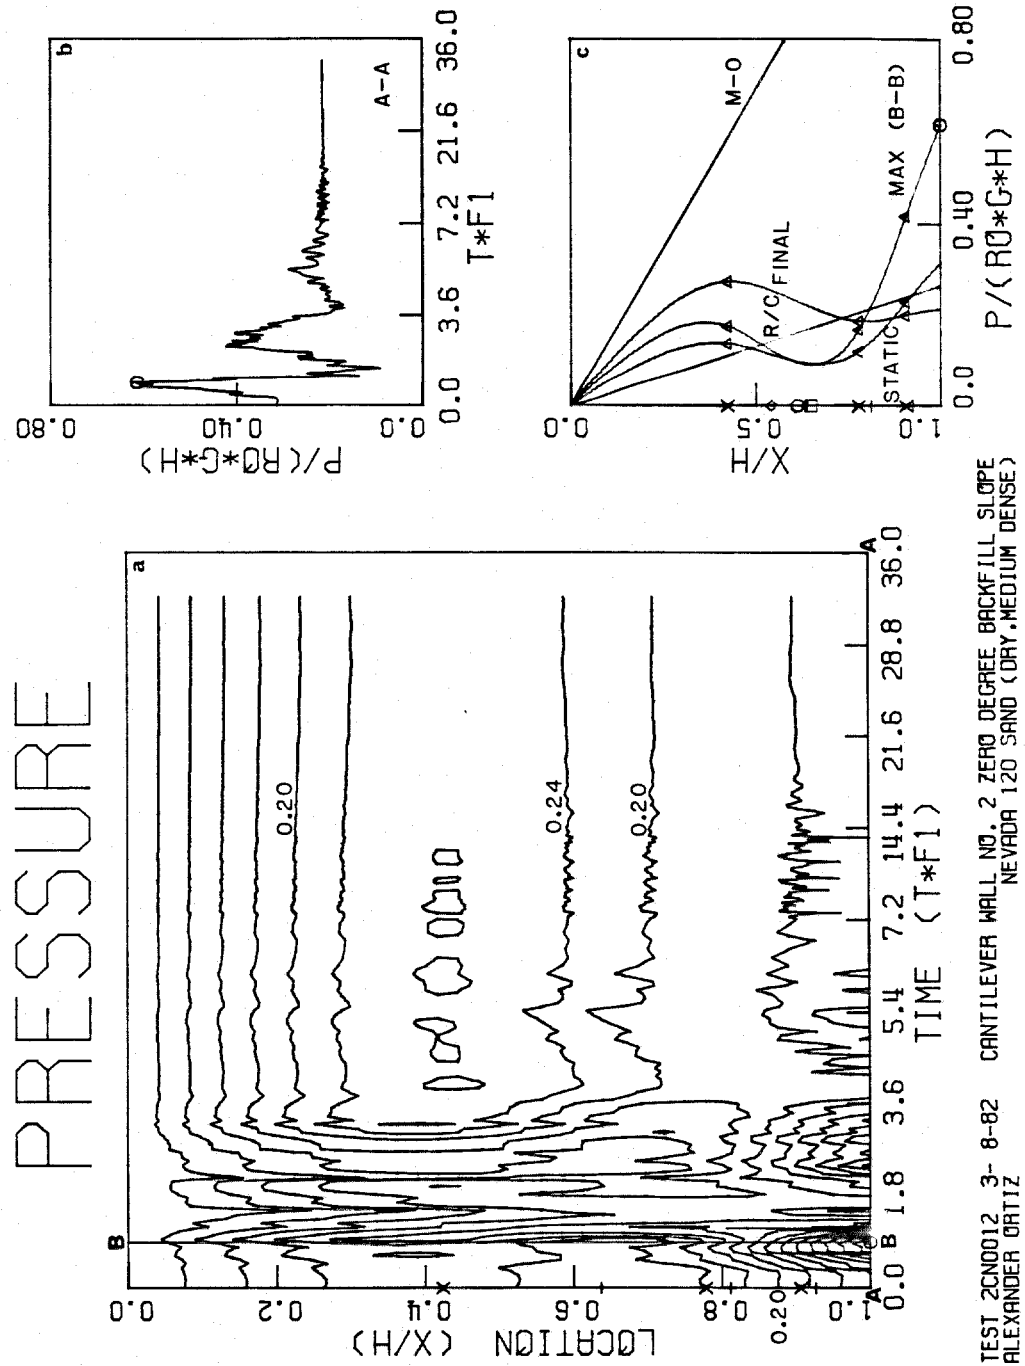 PRESSURE
a
LOCATION (X/H)
0.0
0.2
0.4
0.6
0.8
1.0
0.20
0.20
0.24
0.20
B
B
A
A
0.0
1.8
3.6
5.4
7.2
14.4
21.6
28.8
36.0
TIME (T*F1)
b
P/(RO*G*H)
0.80
0.40
0.0
A-A
0.0
3.6
7.2
21.6
36.0
T*F1
c
X/H
0.0
0.5
1.0
M-O
R/C FINAL
STATIC
MAX (B-B)
0.0
0.40
0.80
P/(RO*G*H)
TEST 2CN0012 3- 8-82 CANTILEVER WALL NO. 2 ZERO DEGREE BACKFILL SLOPE
ALEXANDER ORTIZ NEVADA 120 SAND (DRY,MEDIUM DENSE)